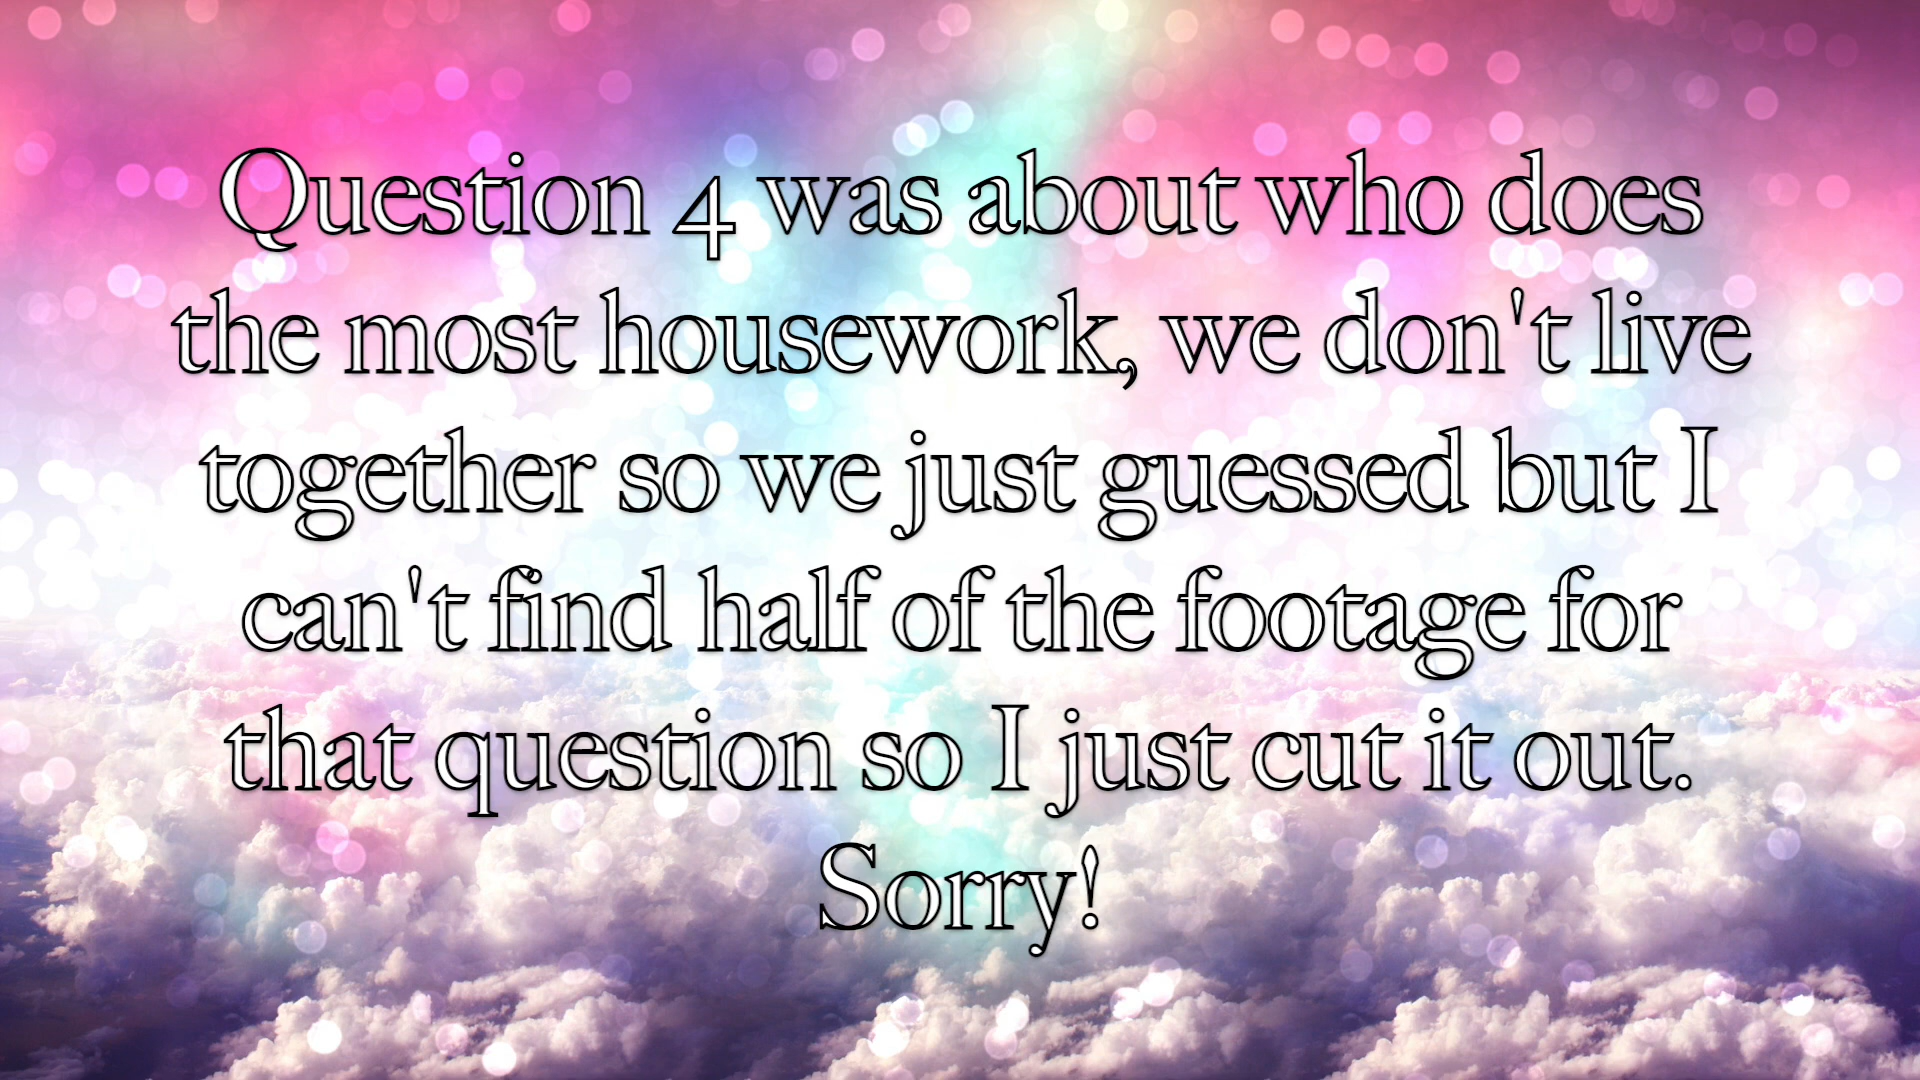 Question 4 was about who does
the most housework, we don't live
together so we just guessed but I
can't find half of the footage for
that question so I just cut it out.
Sorry!